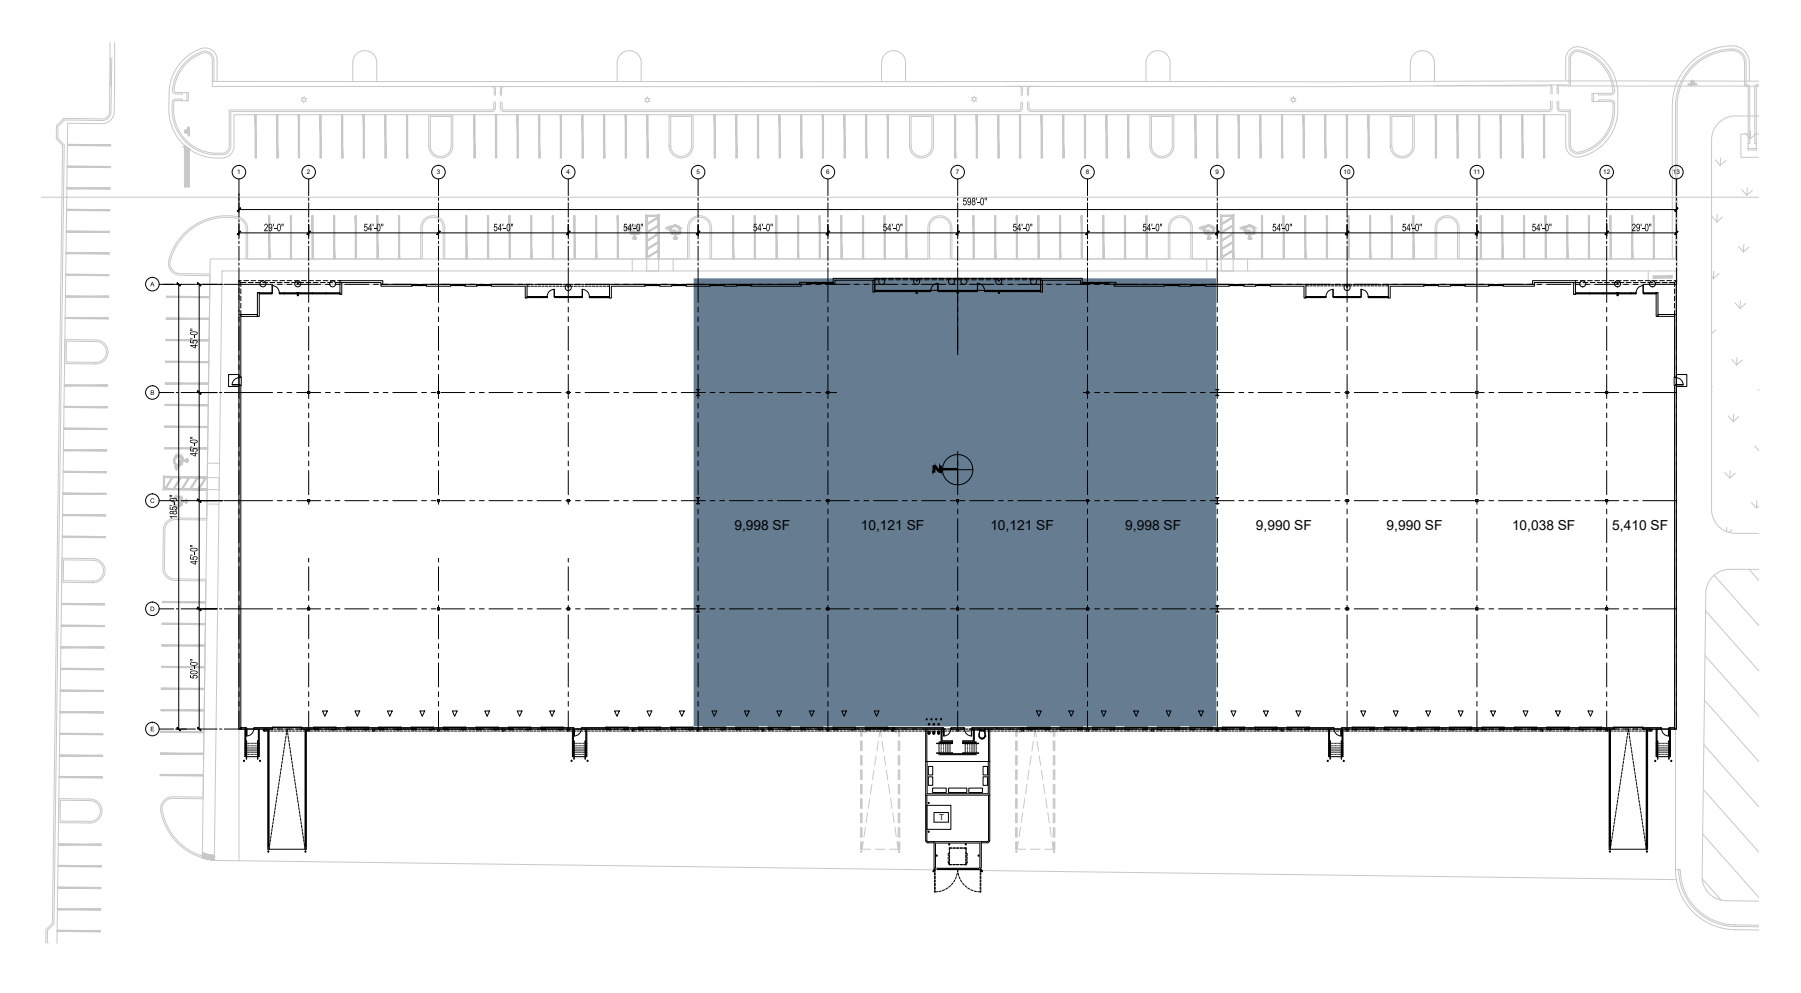 1 2 3 4 5 6 7 8 9 10 11 12 13
598'-0"
29'-0" 54'-0" 54'-0" 54'-0" 54'-0" 54'-0" 54'-0" 54'-0" 54'-0" 54'-0" 54'-0" 29'-0"
A
45'-0"
B
45'-0"
N
C
185'-0"
9,998 SF 10,121 SF 10,121 SF 9,998 SF 9,990 SF 9,990 SF 10,038 SF 5,410 SF
45'-0"
D
50'-0"
E
T